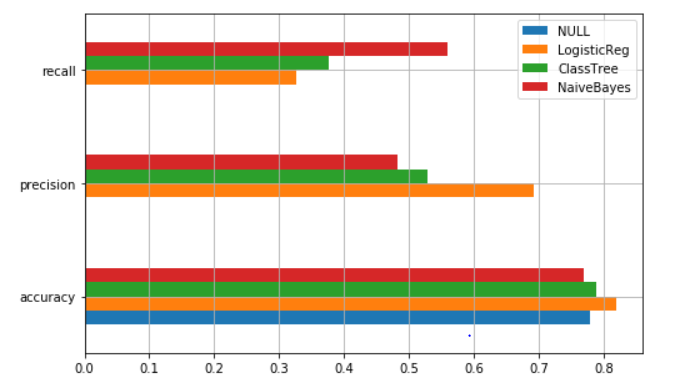 NULL
LogisticReg
ClassTree
NaiveBayes
recall
precision
accuracy
0.0 0.1 0.2 0.3 0.4 0.5 0.6 0.7 0.8